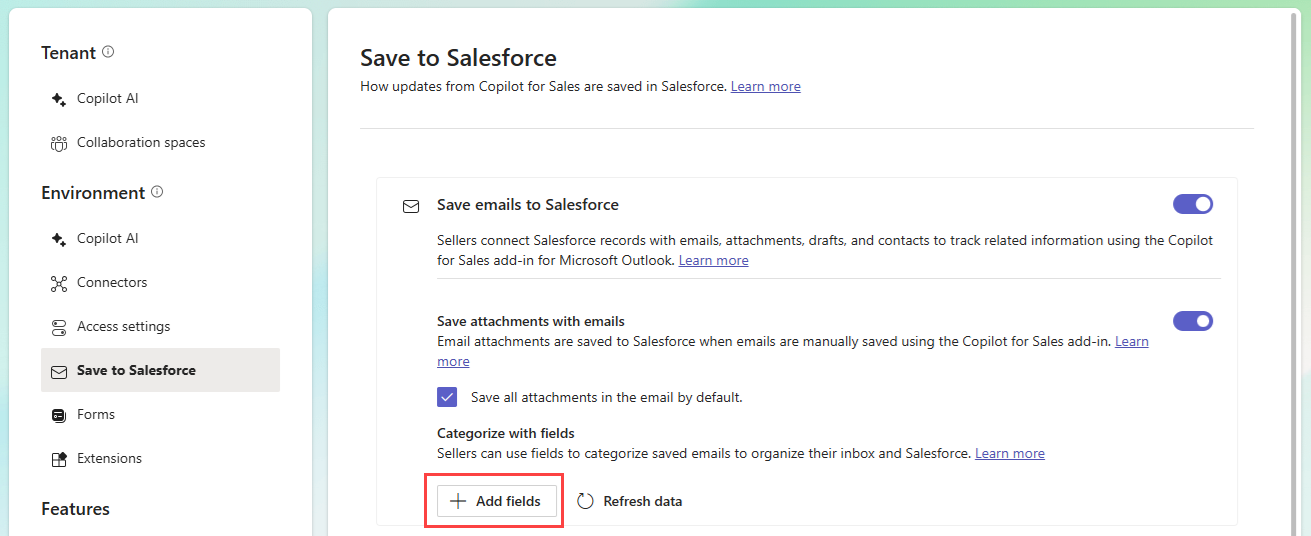 Tenant
Copilot AI
Collaboration spaces
Environment
Copilot AI
Connectors
Access settings
Save to Salesforce
Forms
Extensions
Features
Save to Salesforce
How updates from Copilot for Sales are saved in Salesforce. Learn more
Save emails to Salesforce
Sellers connect Salesforce records with emails, attachments, drafts, and contacts to track related information using the Copilot
for Sales add-in for Microsoft Outlook. Learn more
Save attachments with emails
Email attachments are saved to Salesforce when emails are manually saved using the Copilot for Sales add-in. Learn
more
Save all attachments in the email by default.
Categorize with fields
Sellers can use fields to categorize saved emails to organize their inbox and Salesforce. Learn more
Add fields
Refresh data